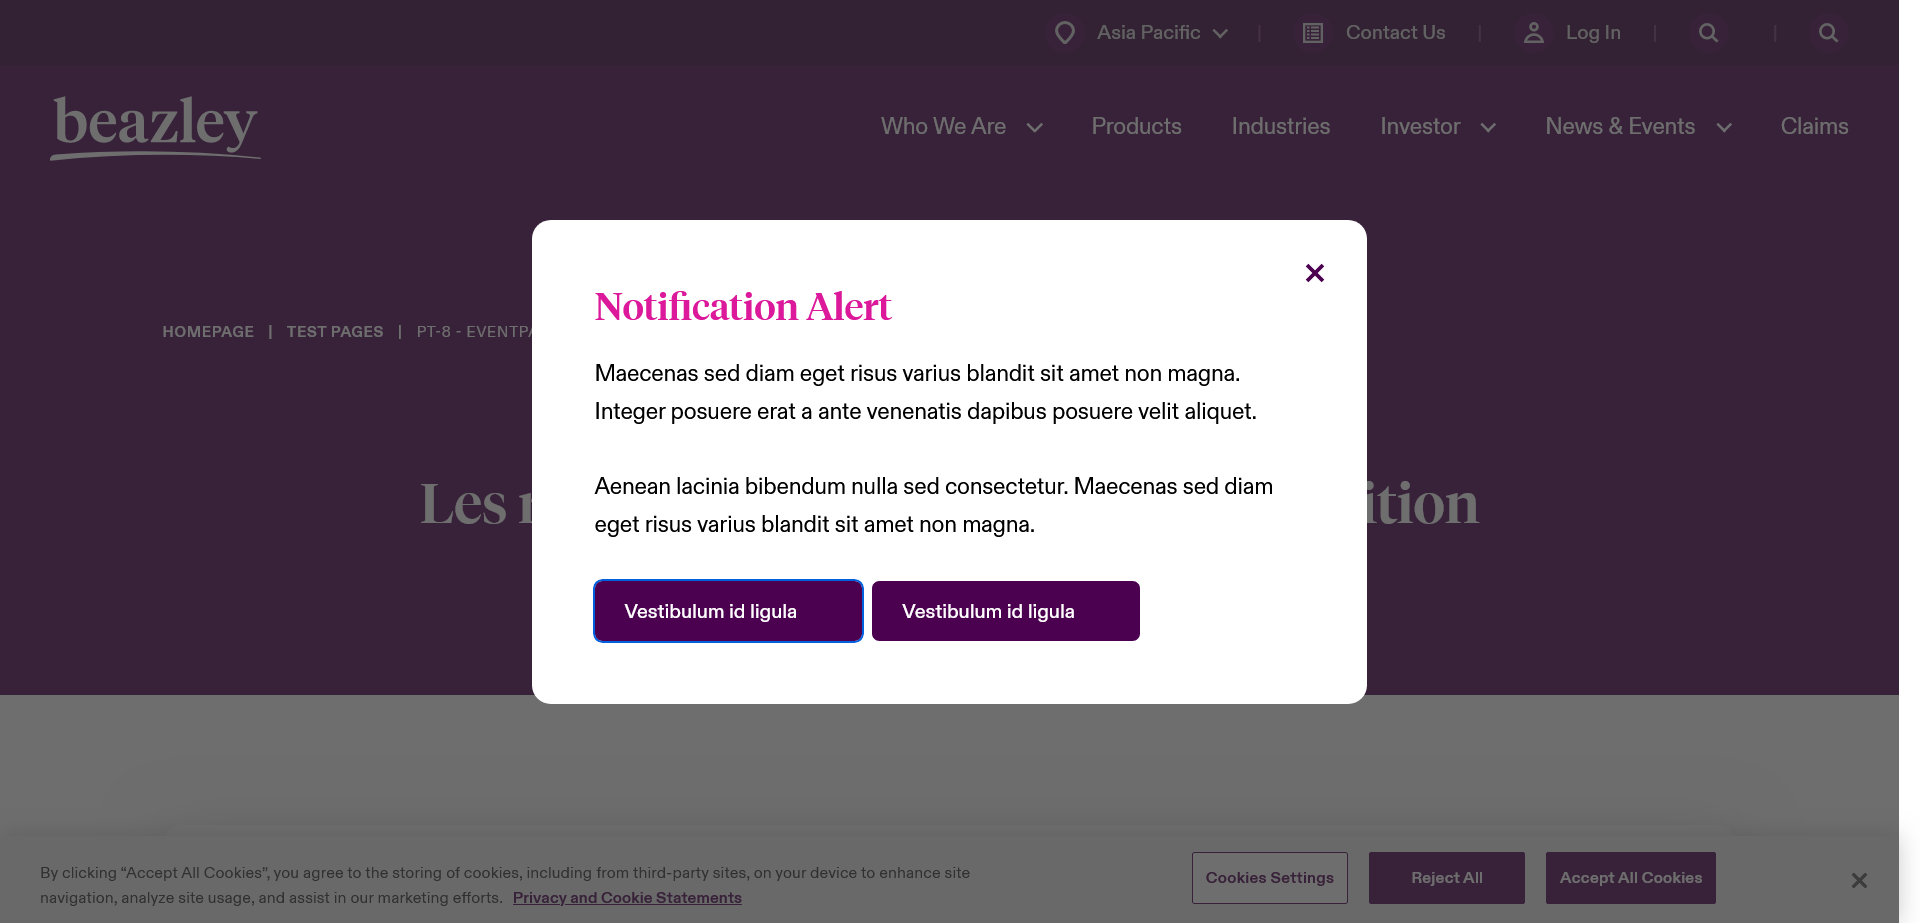 Asia Pacific
Contact Us
Log In
beazley
Who We Are
Products
Industries
Investor
News & Events
Claims
HOMEPAGE | TEST PAGES | PT-8 - EVENTPA
Notification Alert
Maecenas sed diam eget risus varius blandit sit amet non magna.
Integer posuere erat a ante venenatis dapibus posuere velit aliquet.
Aenean lacinia bibendum nulla sed consectetur. Maecenas sed diam
eget risus varius blandit sit amet non magna.
Les
Vestibulum id ligula
Vestibulum id ligula
By clicking “Accept All Cookies”, you agree to the storing of cookies, including from third-party sites, on your device to enhance site
navigation, analyze site usage, and assist in our marketing efforts. Privacy and Cookie Statements
Cookies Settings
Reject All
Accept All Cookies